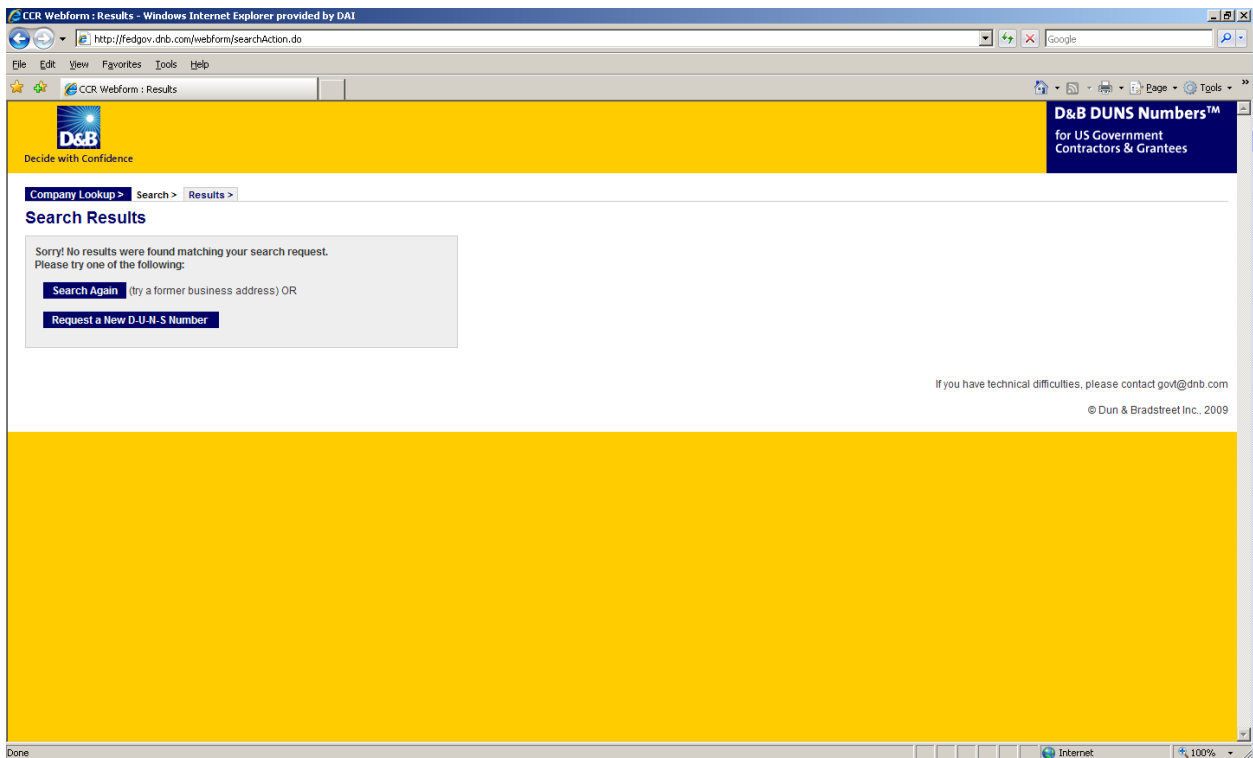 CCR Webform : Results - Windows Internet Explorer provided by DAI
http://fedgov.dnb.com/webform/searchAction.do
Google
File Edit View Favorites Tools Help
CCR Webform : Results
Page Tools
D&B
Decide with Confidence
D&B DUNS Numbers™
for US Government
Contractors & Grantees
Company Lookup > Search > Results >
Search Results
Sorry! No results were found matching your search request.
Please try one of the following:
Search Again (try a former business address) OR
Request a New D-U-N-S Number
If you have technical difficulties, please contact govt@dnb.com
© Dun & Bradstreet Inc., 2009
Done
Internet
100%